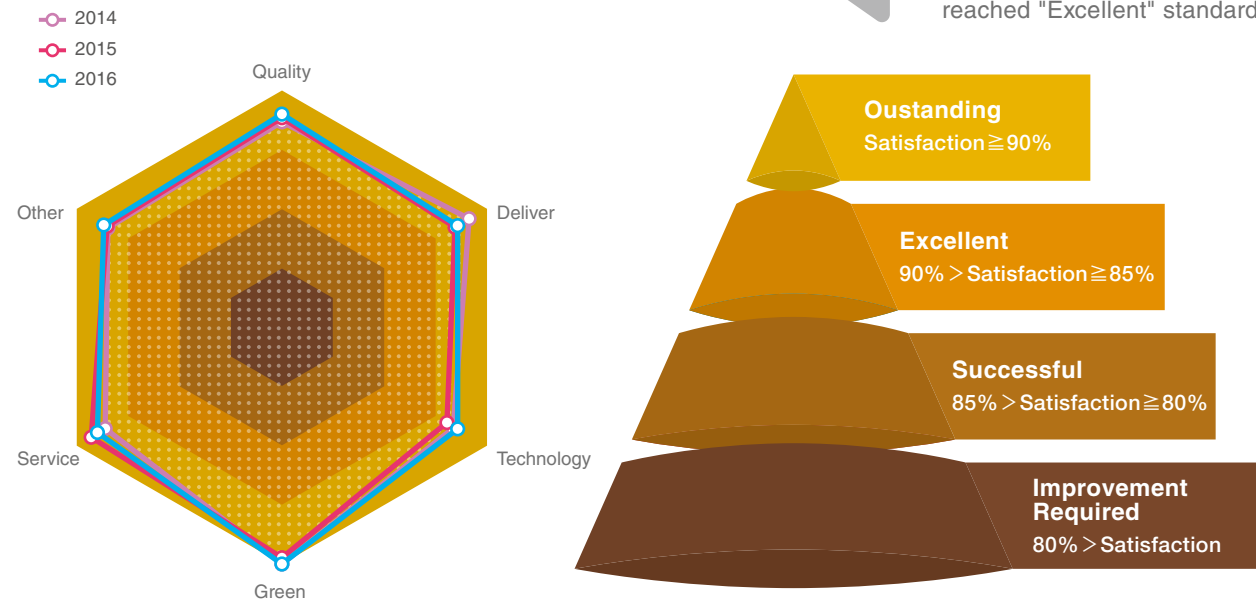 reached "Excellent" standard
2014
2015
2016
Quality
Other
Deliver
Service
Technology
Green
Oustanding
Satisfaction≧90%
Excellent
90%＞Satisfaction≧85%
Successful
85%＞Satisfaction≧80%
Improvement
Required
80%＞Satisfaction